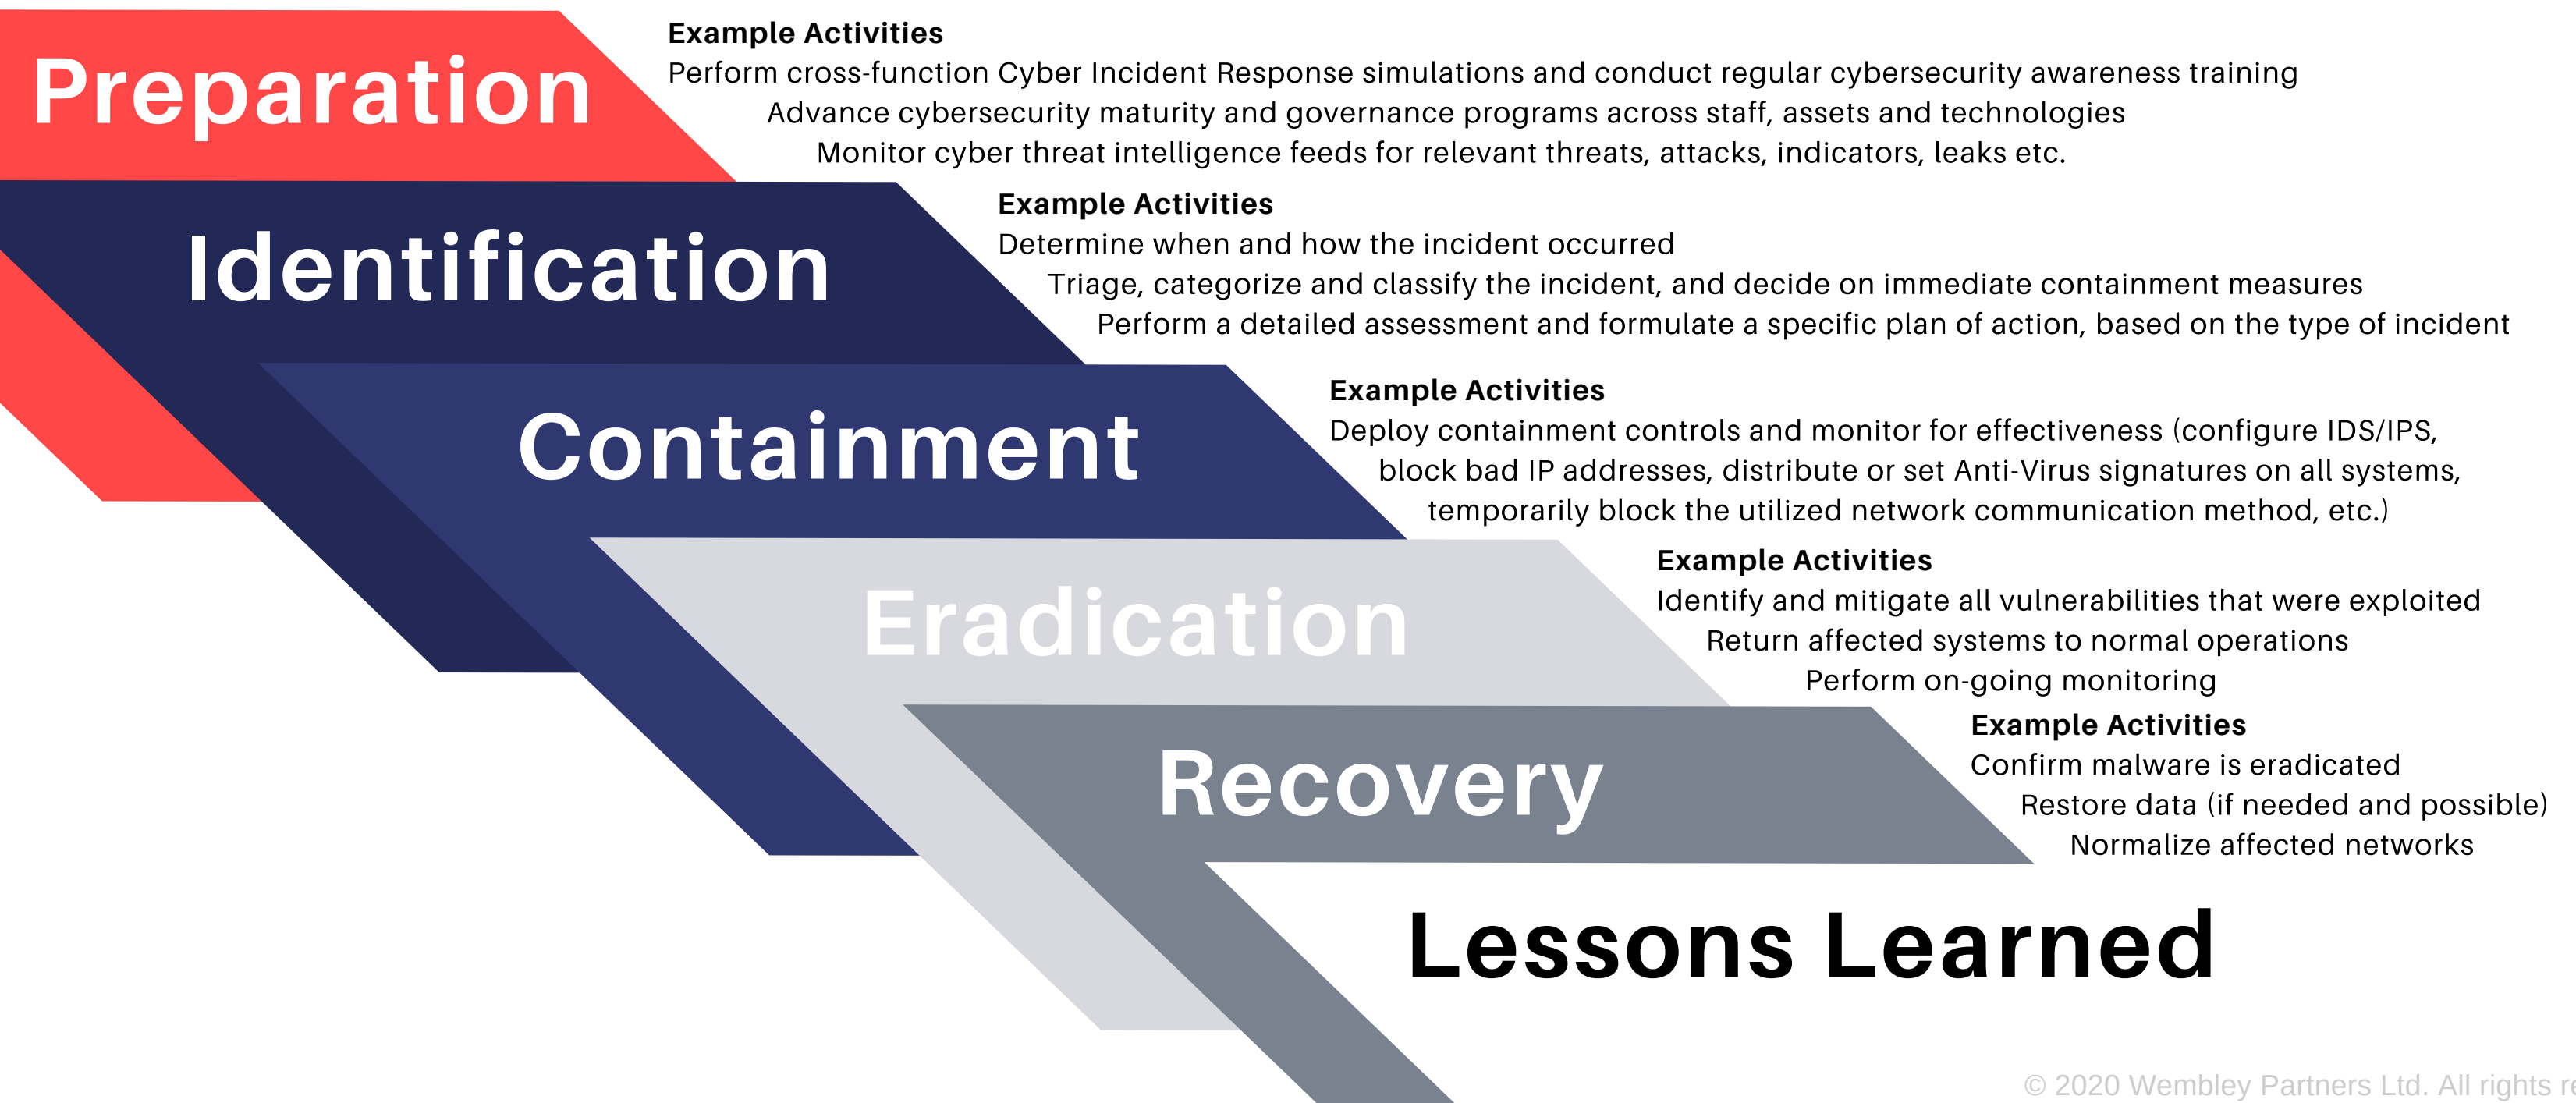 Preparation
Example Activities
Perform cross-function Cyber Incident Response simulations and conduct regular cybersecurity awareness training
Advance cybersecurity maturity and governance programs across staff, assets and technologies
Monitor cyber threat intelligence feeds for relevant threats, attacks, indicators, leaks etc.
Identification
Example Activities
Determine when and how the incident occurred
Triage, categorize and classify the incident, and decide on immediate containment measures
Perform a detailed assessment and formulate a specific plan of action, based on the type of incident
Containment
Example Activities
Deploy containment controls and monitor for effectiveness (configure IDS/IPS,
block bad IP addresses, distribute or set Anti-Virus signatures on all systems,
temporarily block the utilized network communication method, etc.)
Eradication
Example Activities
Identify and mitigate all vulnerabilities that were exploited
Return affected systems to normal operations
Perform on-going monitoring
Recovery
Example Activities
Confirm malware is eradicated
Restore data (if needed and possible)
Normalize affected networks
Lessons Learned
© 2020 Wembley Partners Ltd. All rights